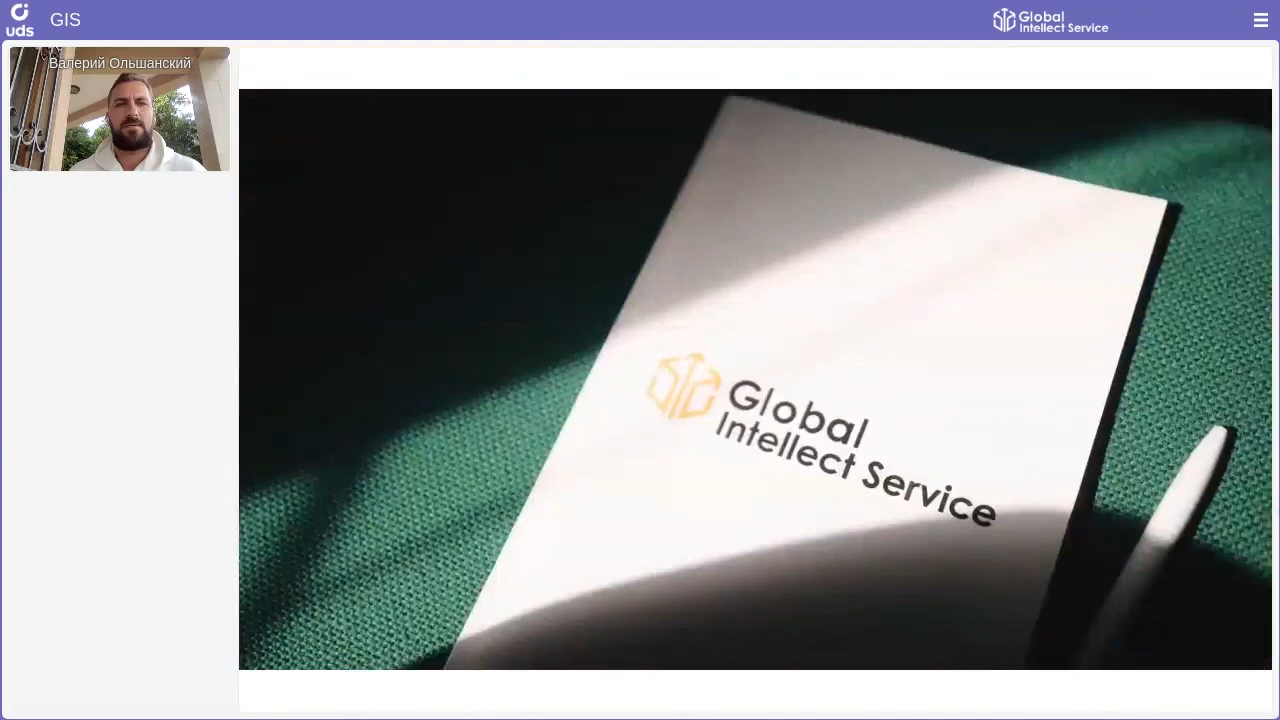 uds
GIS
Global
Intellect Service
Валерий Ольшанский
Global
Intellect Service